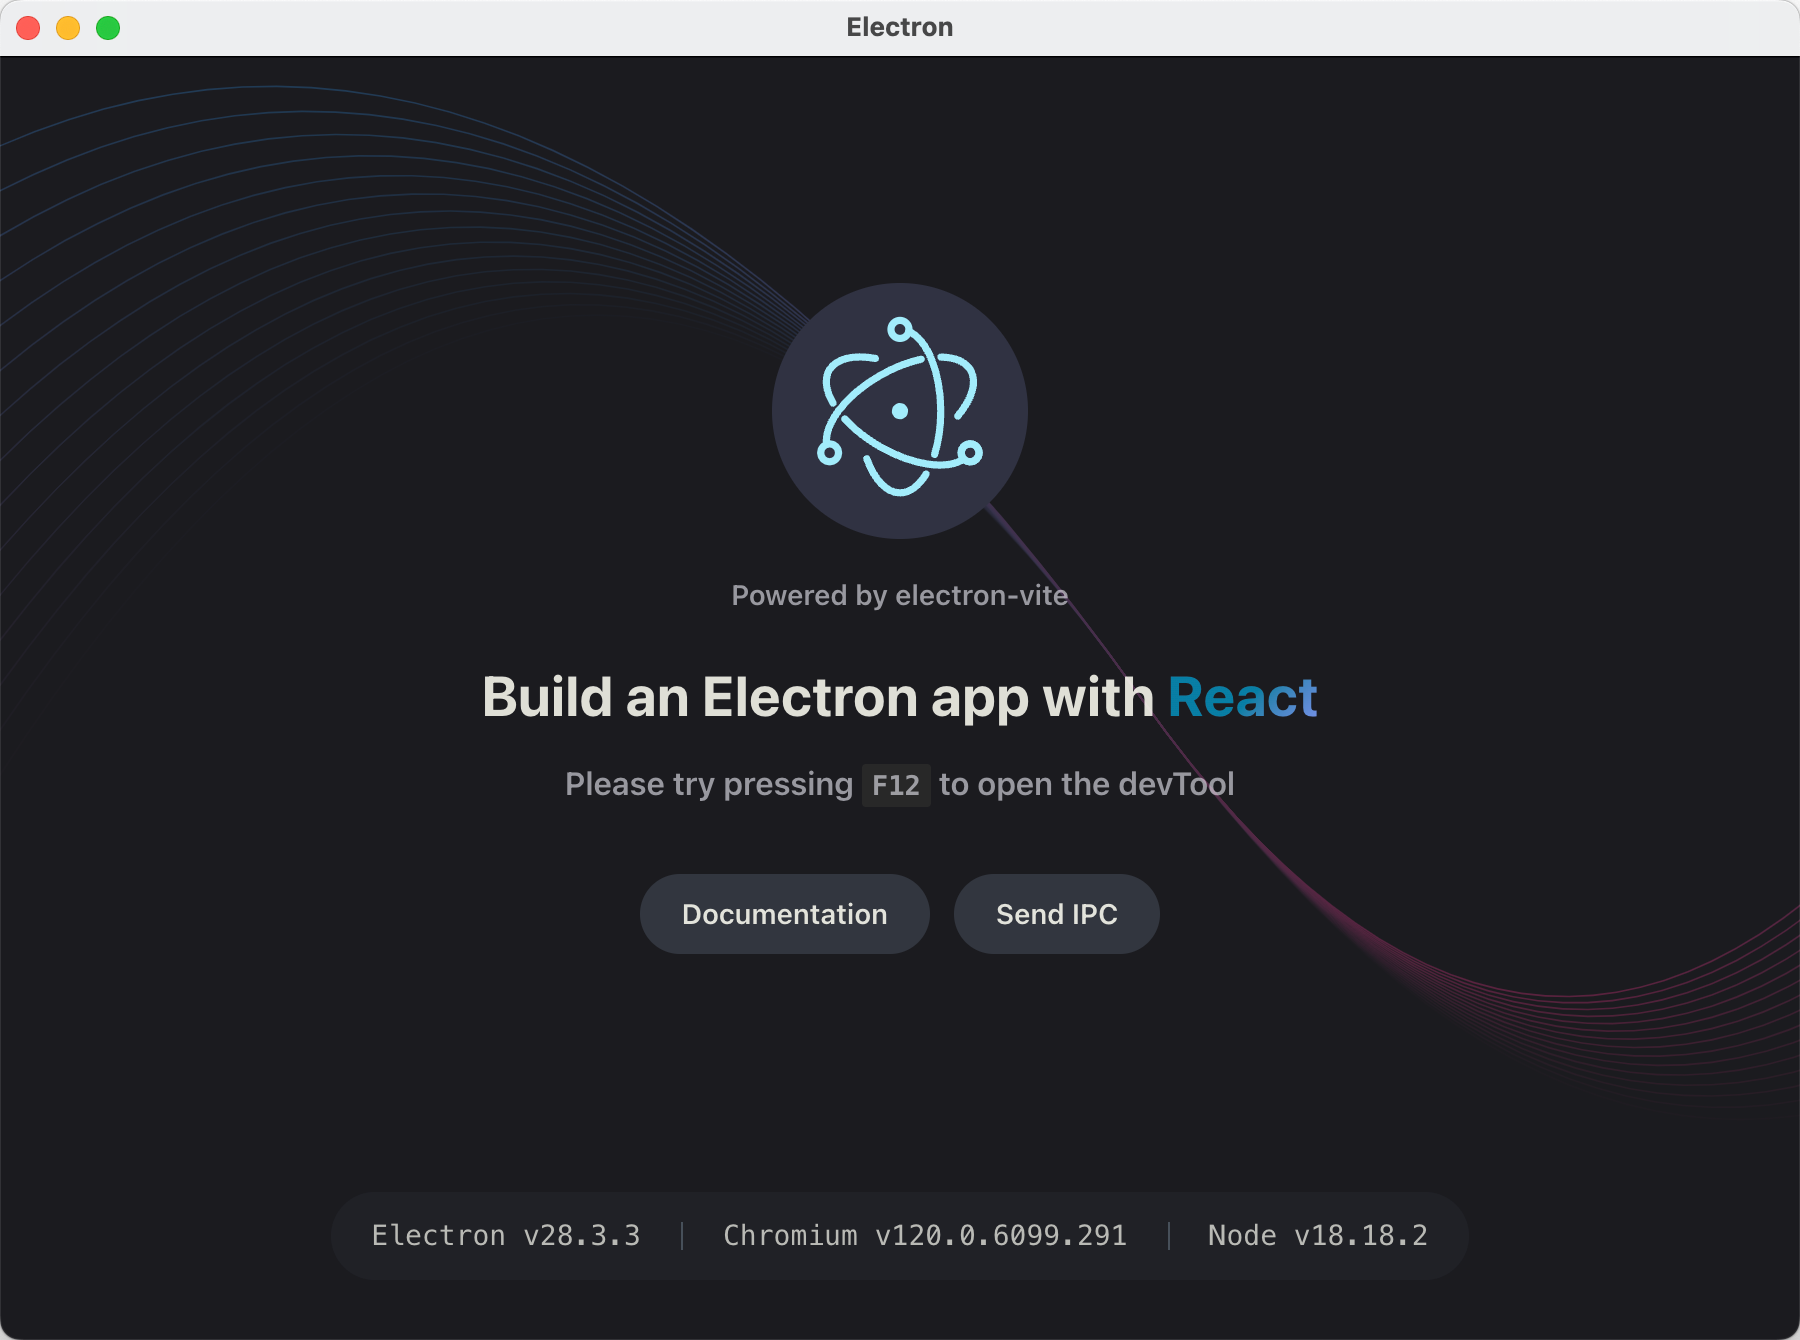 Electron
Powered by electron-vite
Build an Electron app with React
Please try pressing F12 to open the devTool
Documentation Send IPC
Electron v28.3.3 Chromium v120.0.6099.291 Node v18.18.2